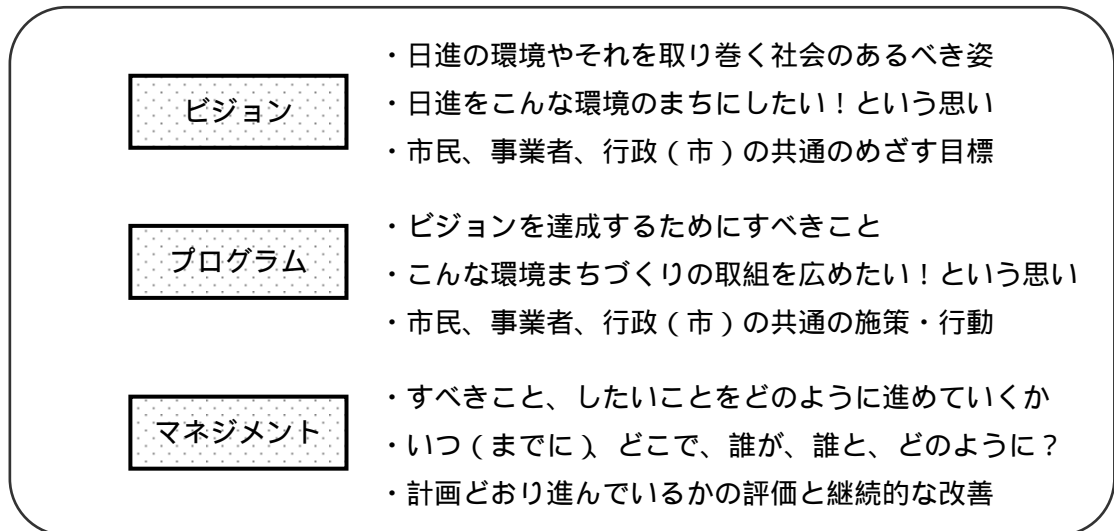 ビジョン
・日進の環境やそれを取り巻く社会のあるべき姿
・日進をこんな環境のまちにしたい!という思い
・市民、事業者、行政(市)の共通のめざす目標
プログラム
・ビジョンを達成するためにすべきこと
・こんな環境まちづくりの取組を広めたい!という思い
・市民、事業者、行政(市)の共通の施策・行動
マネジメント
・すべきこと、したいことをどのように進めていくか
・いつ(までに)、どこで、誰が、誰と、どのように?
・計画どおり進んでいるかの評価と継続的な改善